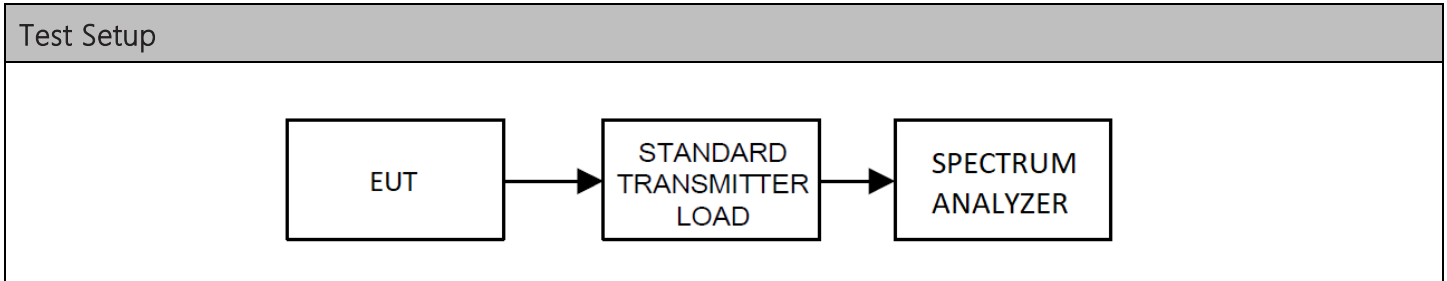 Test Setup
EUT
STANDARD
TRANSMITTER
LOAD
SPECTRUM
ANALYZER